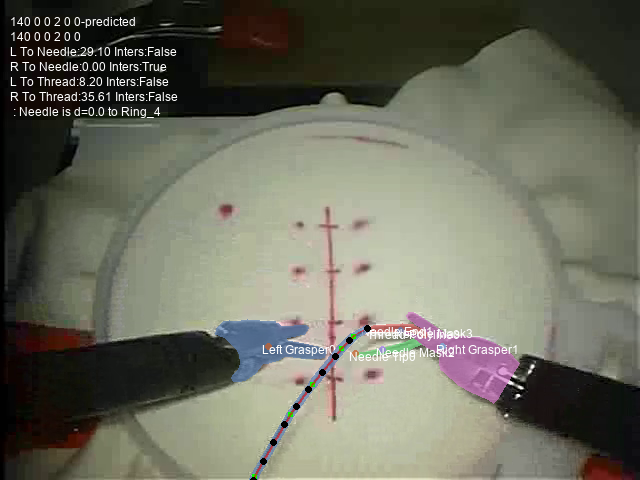 140 0 0 2 0 0-predicted
140 0 0 2 0 0
L To Needle:29.10 Inters:False
R To Needle:0.00 Inters:True
L To Thread:8.20 Inters:False
R To Thread:35.61 Inters:False
: Needle is d=0.0 to Ring_4
Left Grasper0
Needle Tip0
Needle Mask2
Right Grasper1